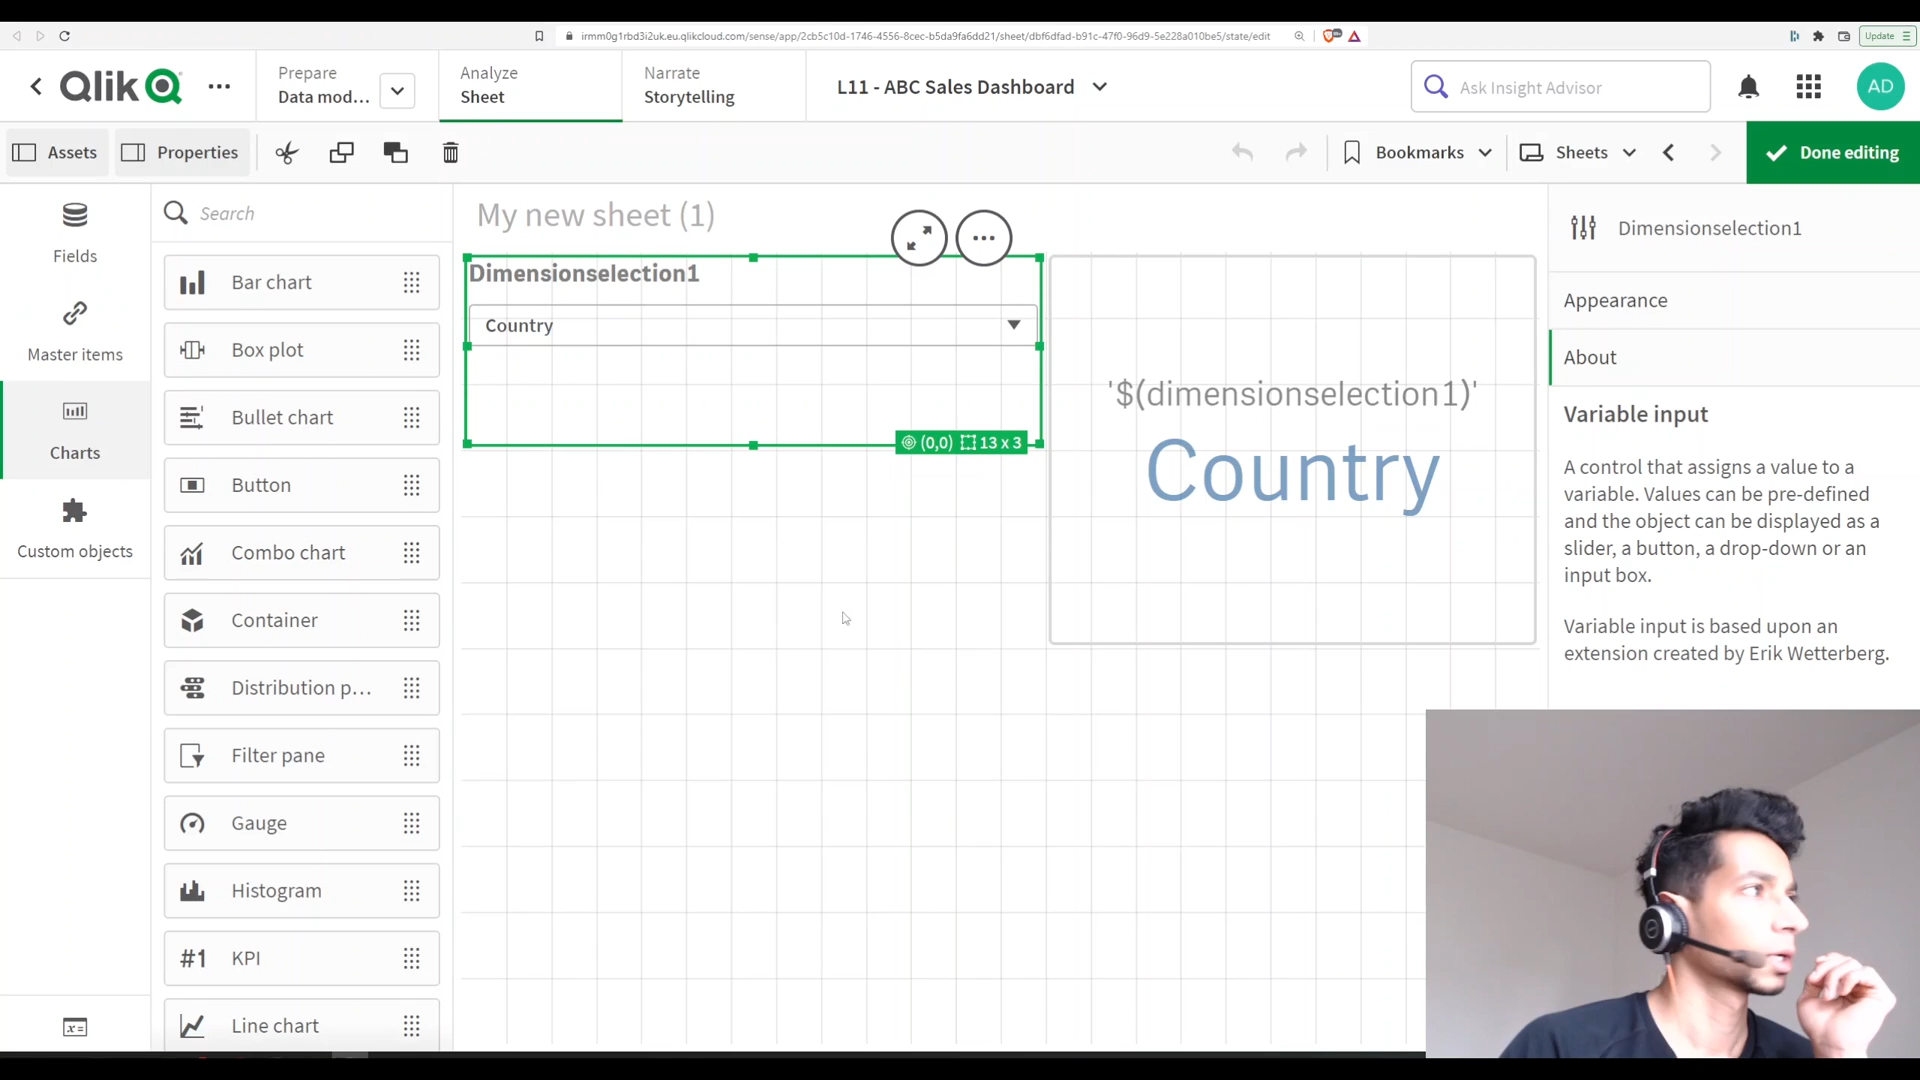 irmm0g1rbd3i2uk.eu.qlikcloud.com/sense/app/2cb5c10d-1746-4556-8cec-b5da9fa6dd21/sheet/dbf6dfad-b91c-47f0-96d9-5e228a010be5/state/edit
Update
Qlik
Prepare
Data mod...
Analyze
Sheet
Narrate
Storytelling
L11 - ABC Sales Dashboard
Ask Insight Advisor
AD
Assets
Properties
Bookmarks
Sheets
Done editing
Fields
Master items
Charts
Custom objects
Search
Bar chart
Box plot
Bullet chart
Button
Combo chart
Container
Distribution p...
Filter pane
Gauge
Histogram
#1 KPI
Line chart
My new sheet (1)
Dimensionselection1
Country
(0,0) 13 x 3
'$(dimensionselection1)'
Country
Dimensionselection1
Appearance
About
Variable input
A control that assigns a value to a
variable. Values can be pre-defined
and the object can be displayed as a
slider, a button, a drop-down or an
input box.
Variable input is based upon an
extension created by Erik Wetterberg.